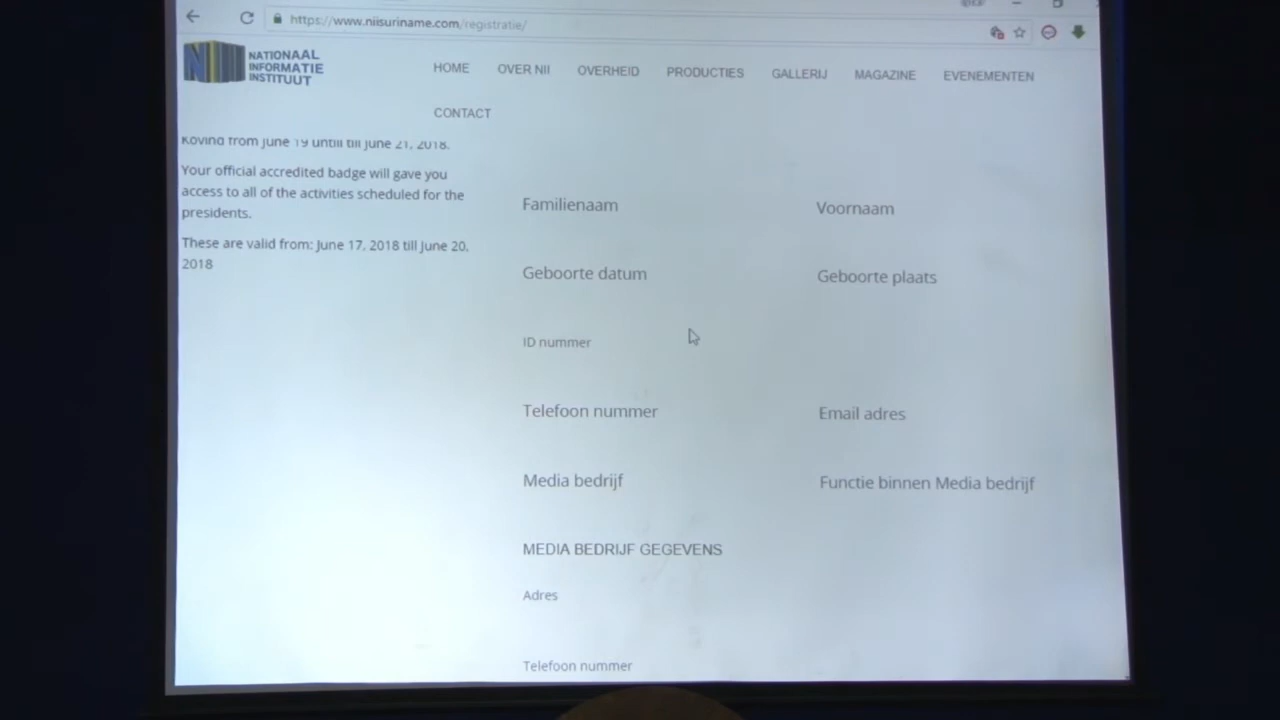 https://www.niisuriname.com/registratie/
NATIONAAL
INFORMATIE
INSTITUUT
HOME OVER NII OVERHEID PRODUCTIES GALLERIJ MAGAZINE EVENEMENTEN
CONTACT
from June 19 untill till June 21, 2018.
Your official accredited badge will gave you
access to all of the activities scheduled for the
presidents.
These are valid from: June 17, 2018 till June 20,
2018
Familienaam Voornaam
Geboorte datum Geboorte plaats
ID nummer
Telefoon nummer Email adres
Media bedrijf Functie binnen Media bedrijf
MEDIA BEDRIJF GEGEVENS
Adres
Telefoon nummer